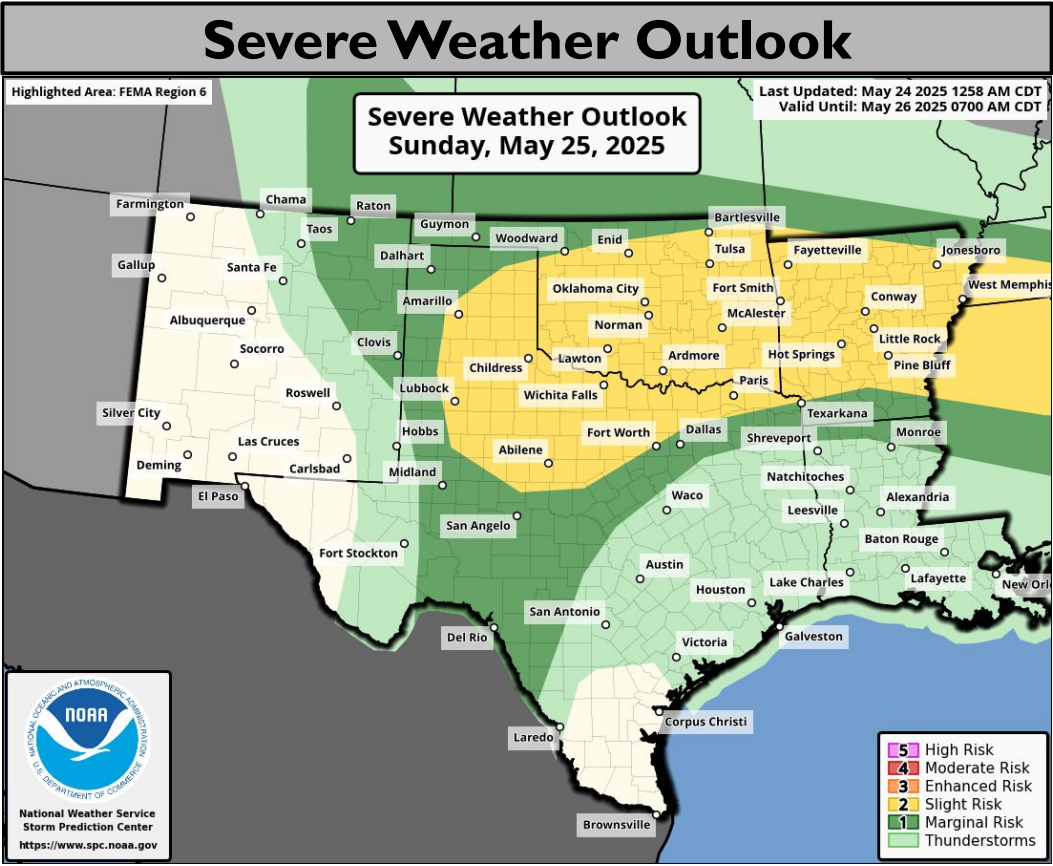 Severe Weather Outlook
Highlighted Area: FEMA Region 6
Last Updated: May 24 2025 1258 AM CDT
Valid Until: May 26 2025 0700 AM CDT
Severe Weather Outlook
Sunday, May 25, 2025
Farmington
Chama
Raton
Taos
Guymon
Woodward
Enid
Bartlesville
Tulsa
Fayetteville
Jonesboro
Gallup
Santa Fe
Dalhart
Amarillo
Oklahoma City
Fort Smith
Conway
West Memphis
Albuquerque
Norman
McAlester
Socorro
Clovis
Childress
Lawton
Ardmore
Hot Springs
Little Rock
Pine Bluff
Roswell
Lubbock
Wichita Falls
Paris
Silver City
Las Cruces
Hobbs
Abilene
Fort Worth
Dallas
Shreveport
Texarkana
Monroe
Deming
Carlsbad
Midland
Natchitoches
El Paso
San Angelo
Waco
Leesville
Alexandria
Fort Stockton
Baton Rouge
Austin
Houston
Lake Charles
Lafayette
New Orl
San Antonio
Del Rio
Victoria
Galveston
Laredo
Corpus Christi
Brownsville
NATIONAL OCEANIC AND ATMOSPHERIC ADMINISTRATION
NOAA
U.S. DEPARTMENT OF COMMERCE
National Weather Service
Storm Prediction Center
https://www.spc.noaa.gov
5 High Risk
4 Moderate Risk
3 Enhanced Risk
2 Slight Risk
1 Marginal Risk
Thunderstorms